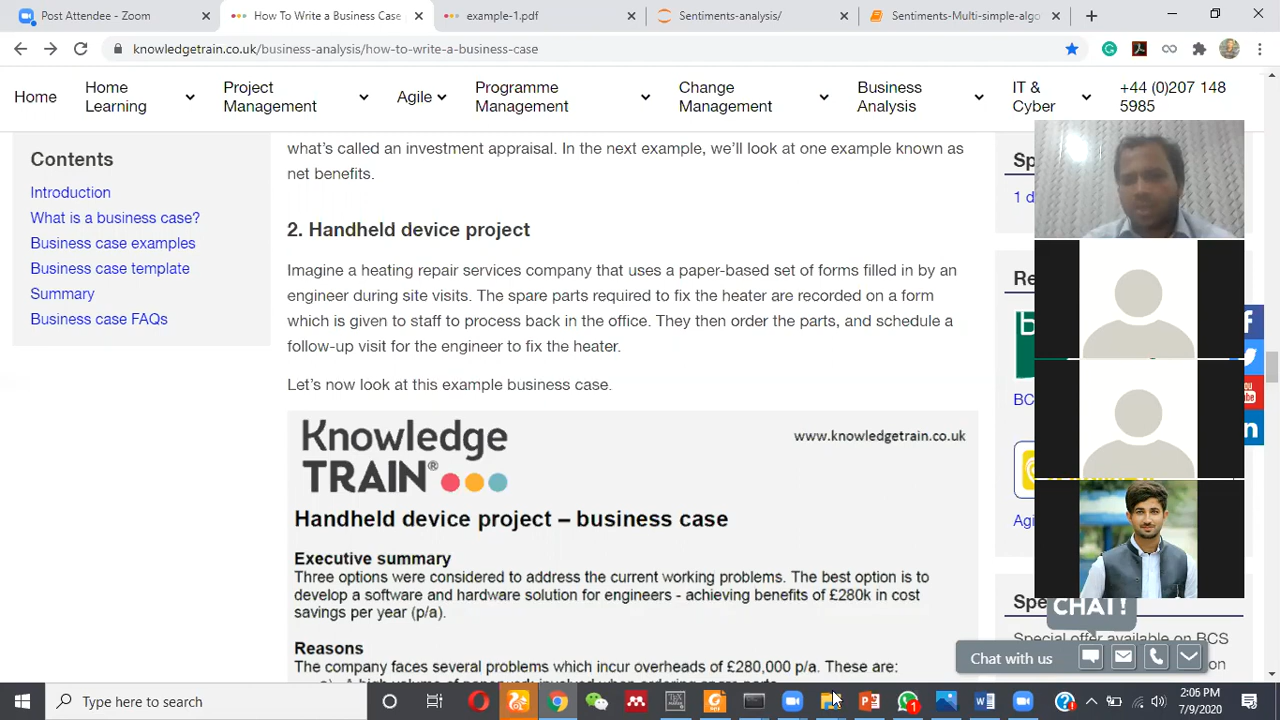 Post Attendee - Zoom
How To Write a Business Case
example-1.pdf
Sentiments-analysis/
Sentiments-Multi-simple-algo
knowledgetrain.co.uk/business-analysis/how-to-write-a-business-case
Home
Home Learning
Project Management
Agile
Programme Management
Change Management
Business Analysis
IT & Cyber
+44 (0)207 148 5985
Contents
Introduction
What is a business case?
Business case examples
Business case template
Summary
Business case FAQs
what's called an investment appraisal. In the next example, we'll look at one example known as
net benefits.
2. Handheld device project
Imagine a heating repair services company that uses a paper-based set of forms filled in by an
engineer during site visits. The spare parts required to fix the heater are recorded on a form
which is given to staff to process back in the office. They then order the parts, and schedule a
follow-up visit for the engineer to fix the heater.
Let's now look at this example business case.
Knowledge
TRAIN®
www.knowledgetrain.co.uk
Handheld device project – business case
Executive summary
Three options were considered to address the current working problems. The best option is to
develop a software and hardware solution for engineers - achieving benefits of £280k in cost
savings per year (p/a).
Reasons
The company faces several problems which incur overheads of £280,000 p/a. These are:
Sp
1 d
Re
BC
Agi
Spe
CHAT!
Special offer available on BCS
Chat with us
Type here to search
2:06 PM
7/9/2020